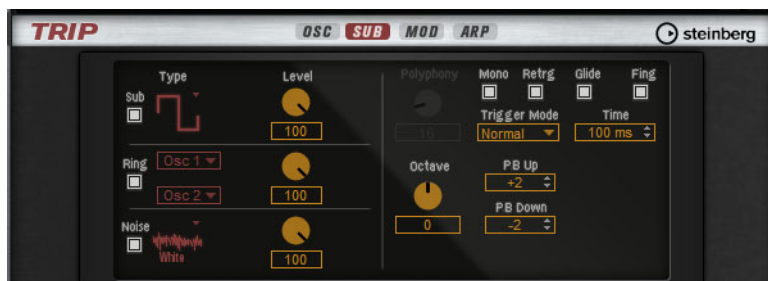 TRIP OSC SUB MOD ARP steinberg
Type Level
Sub
100
Ring Osc 1
Osc 2
100
Noise
White
100
Polyphony Mono Retrg Glide Fing
16
Trigger Mode Time
Normal 100 ms
Octave PB Up
+2
PB Down
0 -2